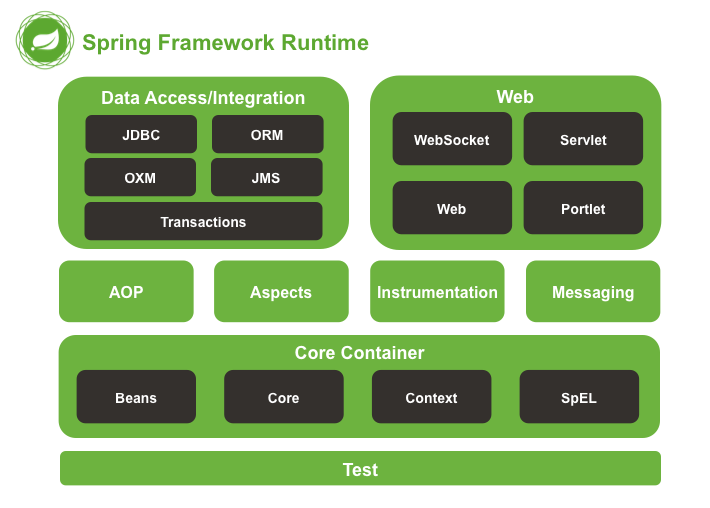 Spring Framework Runtime
Data Access/Integration
JDBC
ORM
OXM
JMS
Transactions
Web
WebSocket
Servlet
Web
Portlet
AOP
Aspects
Instrumentation
Messaging
Core Container
Beans
Core
Context
SpEL
Test